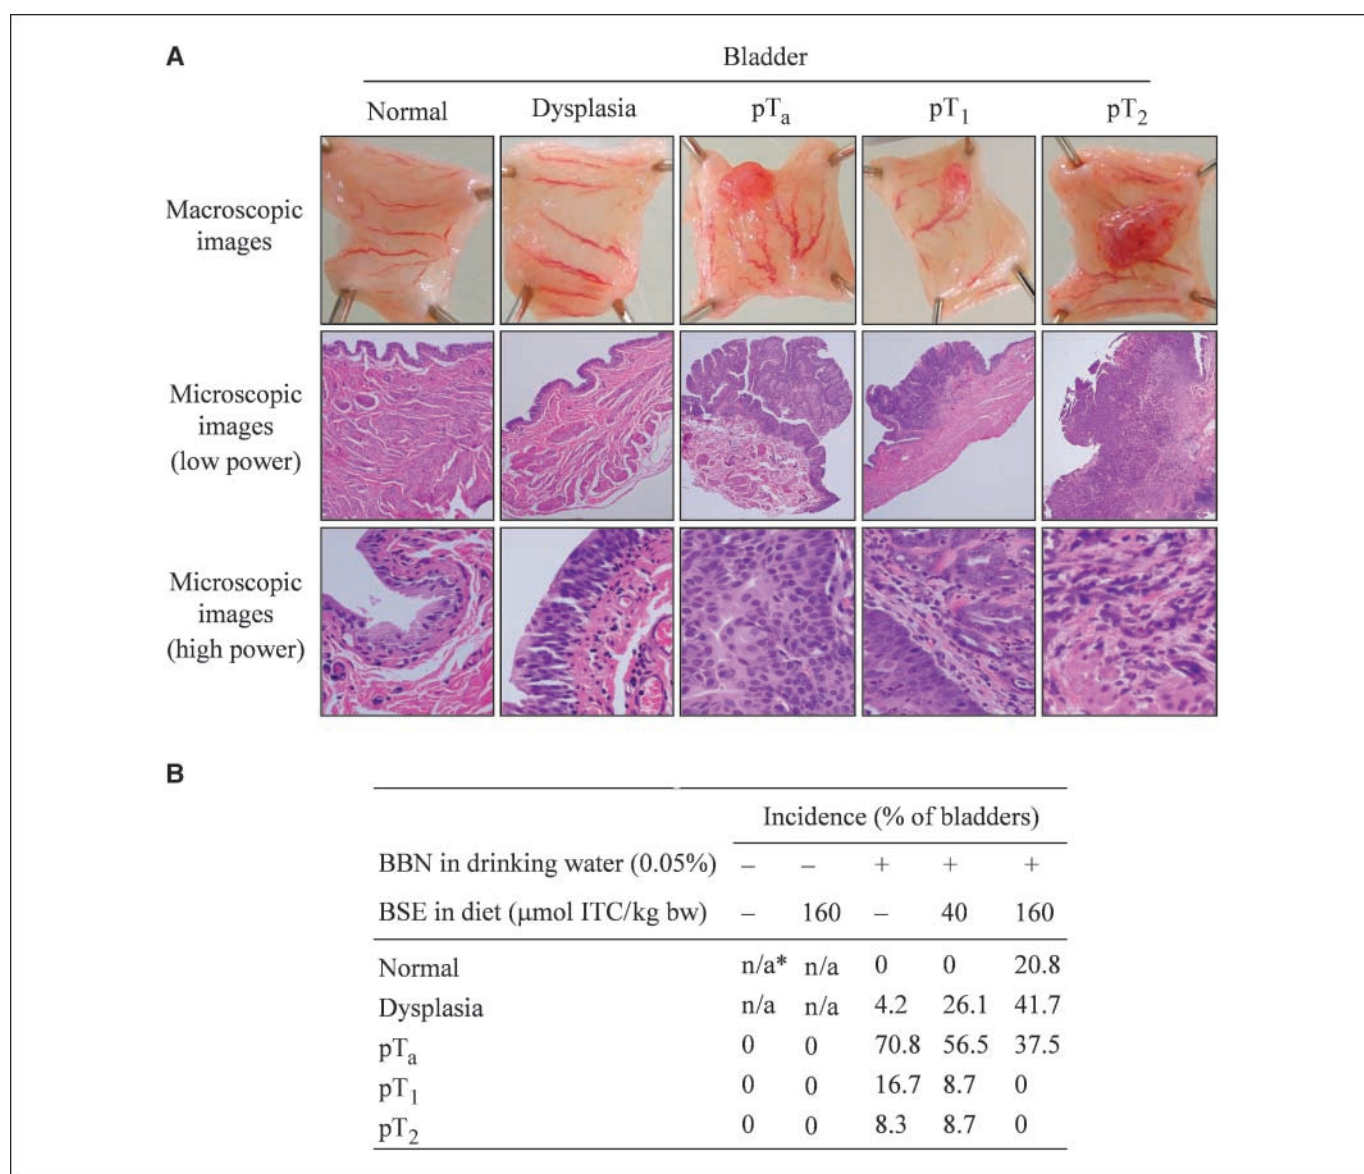 A
Bladder
Normal Dysplasia pTa pT1 pT2
Macroscopic
images
Microscopic
images
(low power)
Microscopic
images
(high power)
B
Incidence (% of bladders)
BBN in drinking water (0.05%) – – + + +
BSE in diet (μmol ITC/kg bw) – 160 – 40 160
Normal n/a* n/a 0 0 20.8
Dysplasia n/a n/a 4.2 26.1 41.7
pTa 0 0 70.8 56.5 37.5
pT1 0 0 16.7 8.7 0
pT2 0 0 8.3 8.7 0